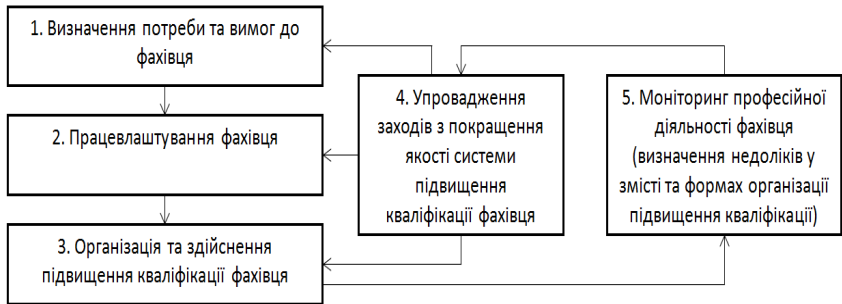 1. Визначення потреби та вимог до
фахівця
2. Працевлаштування фахівця
3. Організація та здійснення
підвищення кваліфікації фахівця
4. Упровадження
заходів з покращення
якості системи
підвищення
кваліфікації фахівця
5. Моніторинг професійної
діяльності фахівця
(визначення недоліків у
змісті та формах організації
підвищення кваліфікації)